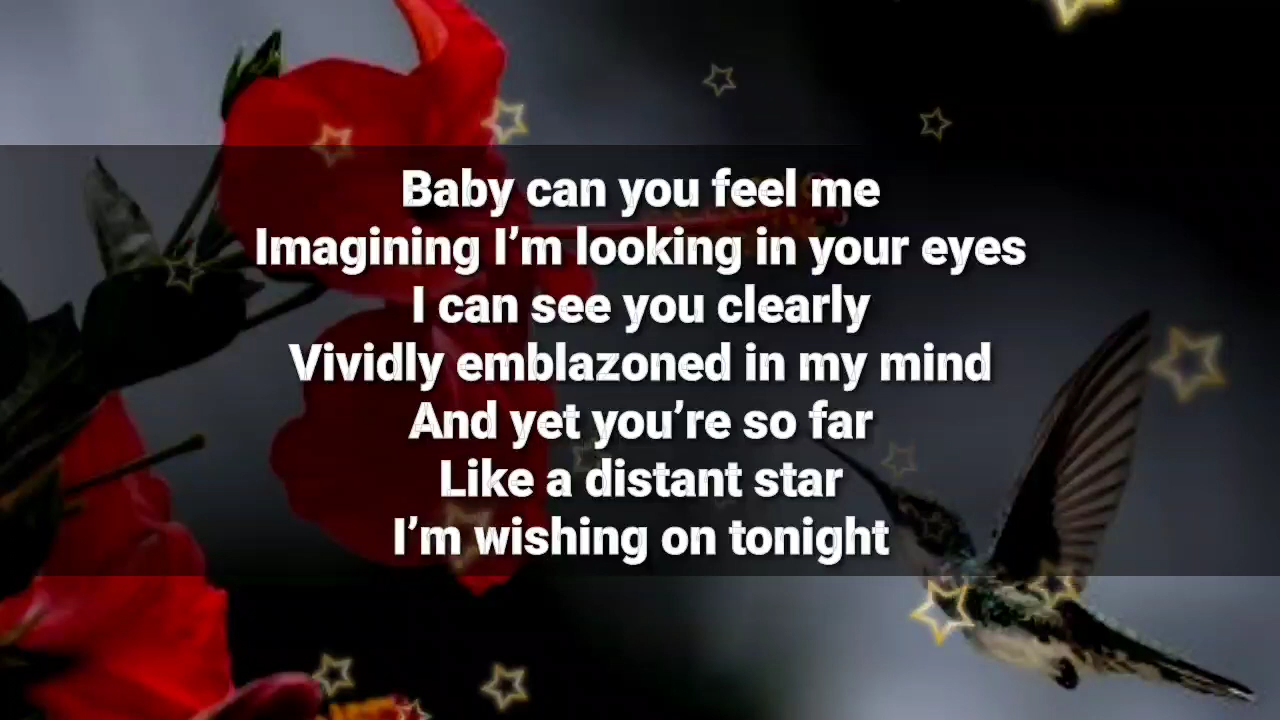 Baby can you feel me
Imagining I’m looking in your eyes
I can see you clearly
Vividly emblazoned in my mind
And yet you’re so far
Like a distant star
I’m wishing on tonight